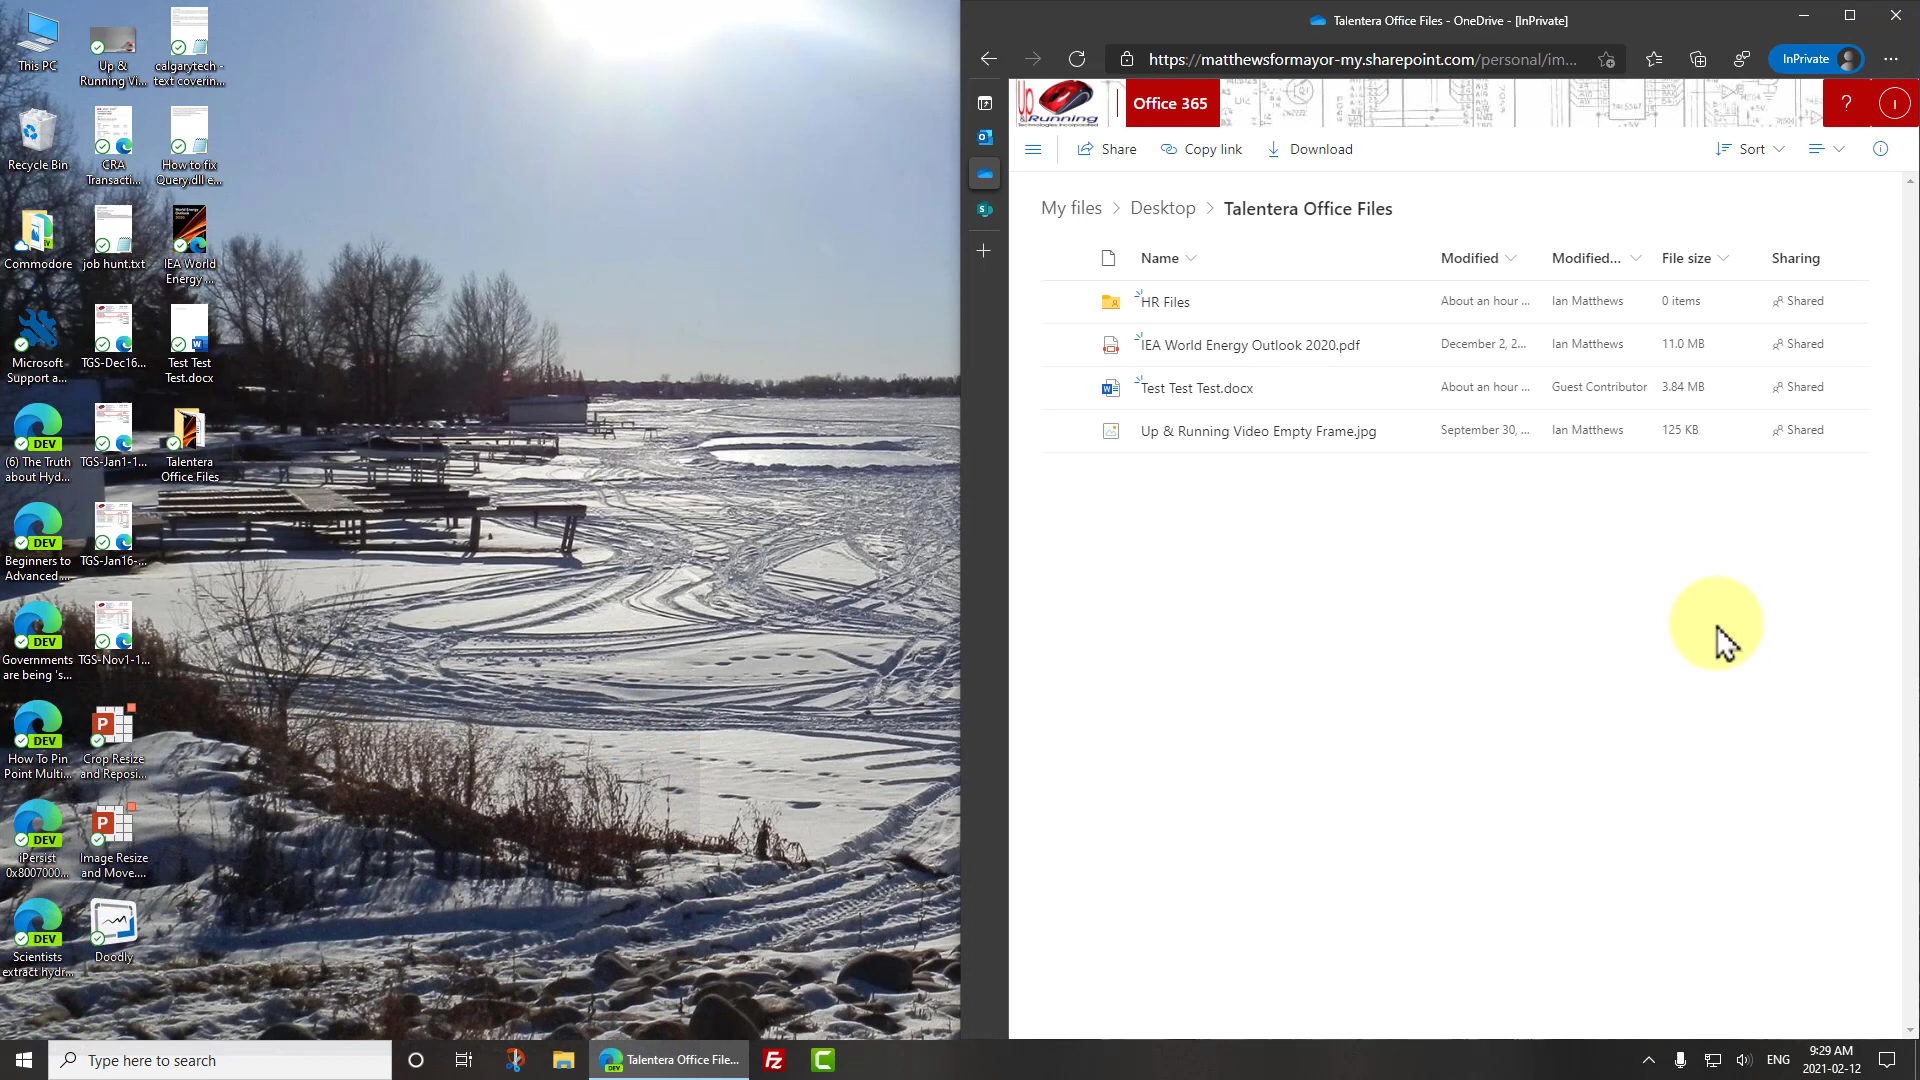 This PC
Up &
Running Vi...
calgarytech -
text coverin...
Recycle Bin
CRA
Transacti...
How to fix
Query.dll e...
Commodore
job hunt.txt
World Energy
Outlook
2020
IEA World
Energy ...
Microsoft
Support a...
TGS-Dec16...
Test Test
Test.docx
DEV
(6) The Truth
about Hyd...
TGS-Jan1-1...
Talentera
Office Files
DEV
Beginners to
Advanced ...
TGS-Jan16-...
DEV
Governments
are being 's...
TGS-Nov1-1...
DEV
How To Pin
Point Multi...
Crop Resize
and Reposi...
DEV
iPersist
0x8007000...
Image Resize
and Move....
DEV
Scientists
extract hydr...
Doodly
Talentera Office Files - OneDrive - [InPrivate]
https://matthewsformayor-my.sharepoint.com/personal/im...
InPrivate
Up
&Running
Office 365
?
I
Share
Copy link
Download
Sort
My files > Desktop > Talentera Office Files
Name
Modified
Modified...
File size
Sharing
HR Files
About an hour ...
Ian Matthews
0 items
Shared
IEA World Energy Outlook 2020.pdf
December 2, 2...
Ian Matthews
11.0 MB
Shared
Test Test Test.docx
About an hour ...
Guest Contributor
3.84 MB
Shared
Up & Running Video Empty Frame.jpg
September 30, ...
Ian Matthews
125 KB
Shared
Type here to search
Talentera Office File...
ENG
9:29 AM
2021-02-12